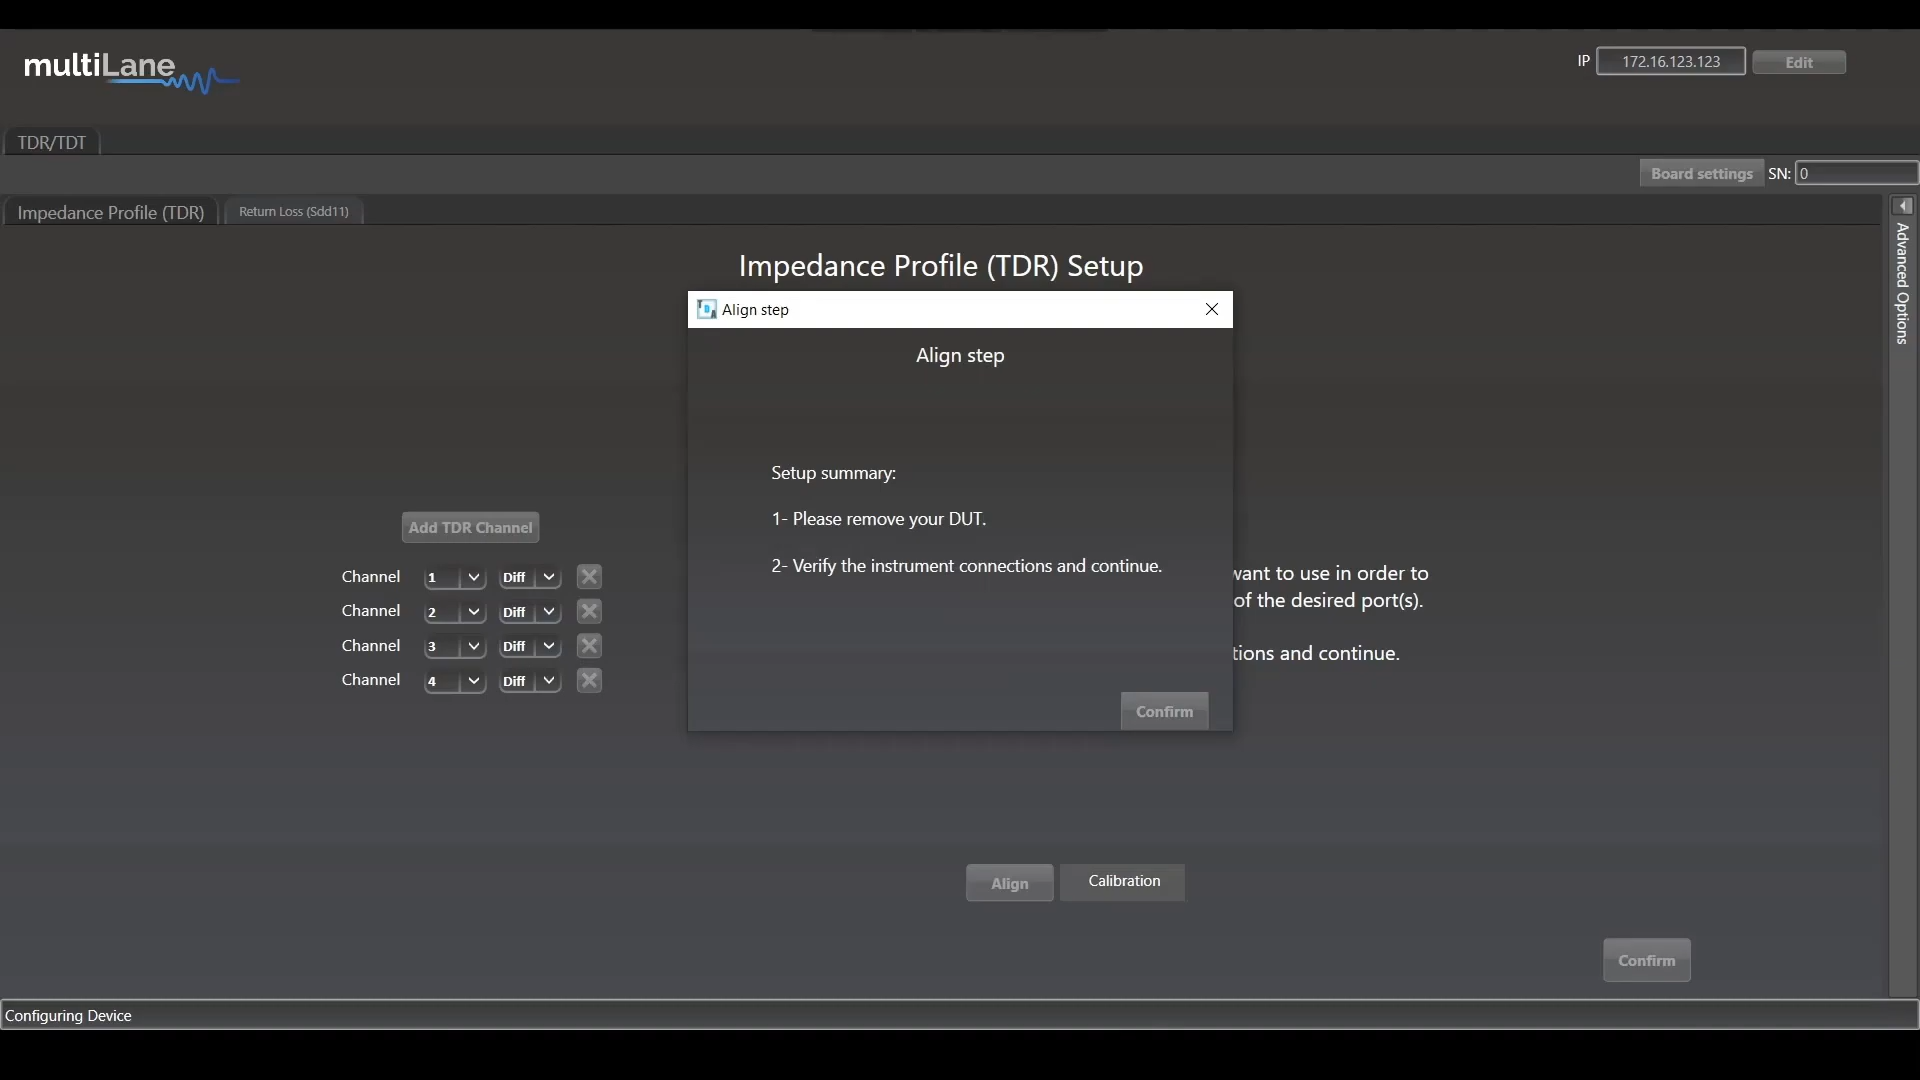 multiLane
IP 172.16.123.123 Edit
TDR/TDT
Board settings SN: 0
Impedance Profile (TDR) Return Loss (Sdd11)
Advanced Options
Impedance Profile (TDR) Setup
Align step
Align step
Setup summary:
1- Please remove your DUT.
2- Verify the instrument connections and continue.
Confirm
Add TDR Channel
Channel 1 Diff
Channel 2 Diff
Channel 3 Diff
Channel 4 Diff
want to use in order to
of the desired port(s).
tions and continue.
Align Calibration
Confirm
Configuring Device